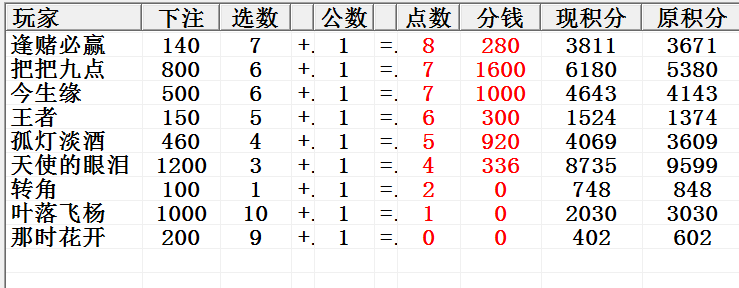 玩家 下注 选数 公数 点数 分钱 现积分 原积分
逢赌必赢 140 7 +. 1 =. 8 280 3811 3671
把把九点 800 6 +. 1 =. 7 1600 6180 5380
今生缘 500 6 +. 1 =. 7 1000 4643 4143
王者 150 5 +. 1 =. 6 300 1524 1374
孤灯淡酒 460 4 +. 1 =. 5 920 4069 3609
天使的眼泪 1200 3 +. 1 =. 4 336 8735 9599
转角 100 1 +. 1 =. 2 0 748 848
叶落飞杨 1000 10 +. 1 =. 1 0 2030 3030
那时花开 200 9 +. 1 =. 0 0 402 602